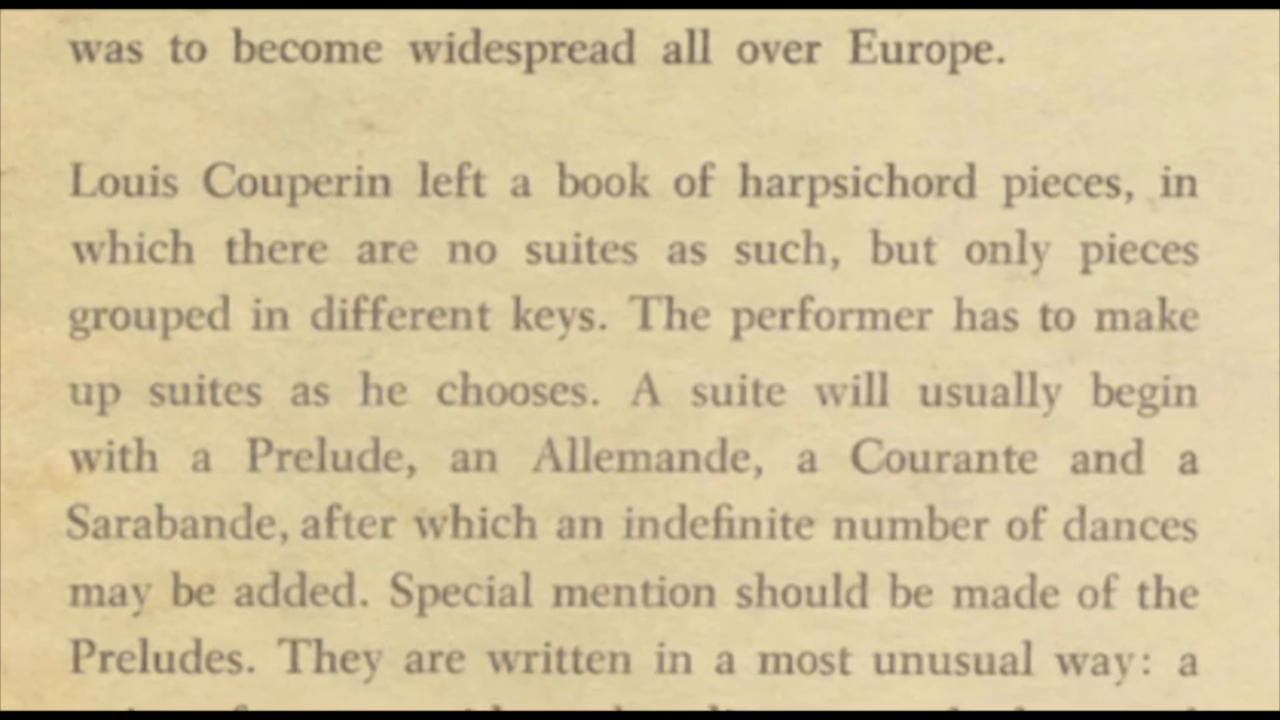 was to become widespread all over Europe.
Louis Couperin left a book of harpsichord pieces, in
which there are no suites as such, but only pieces
grouped in different keys. The performer has to make
up suites as he chooses. A suite will usually begin
with a Prelude, an Allemande, a Courante and a
Sarabande, after which an indefinite number of dances
may be added. Special mention should be made of the
Preludes. They are written in a most unusual way: a